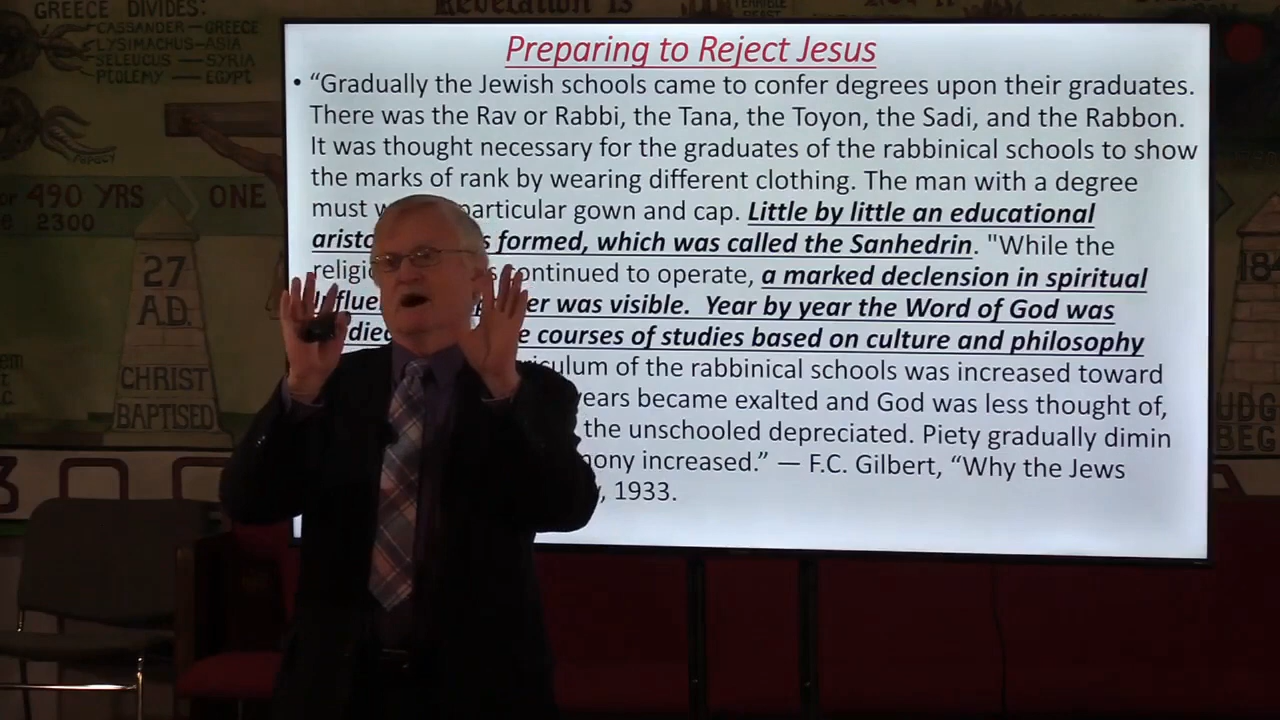 GREECE DIVIDES:
CASSANDER—GREECE
LYSIMACHUS—ASIA
SELEUCUS — SYRIA
PTOLEMY — EGYPT
Revelation is
TERRIBLE
Preparing to Reject Jesus
• “Gradually the Jewish schools came to confer degrees upon their graduates.
There was the Rav or Rabbi, the Tana, the Toyon, the Sadi, and the Rabbon.
It was thought necessary for the graduates of the rabbinical schools to show
the marks of rank by wearing different clothing. The man with a degree
must particular gown and cap. Little by little an educational
formed, which was called the Sanhedrin. "While the
continued to operate, a marked declension in spiritual
was visible. Year by year the Word of God was
courses of studies based on culture and philosophy
of the rabbinical schools was increased toward
became exalted and God was less thought of,
the unschooled depreciated. Piety gradually dimin
increased.” — F.C. Gilbert, “Why the Jews
, 1933.
PAPACY
490 YRS
ONE
2300
27
A.D.
CHRIST
BAPTISED